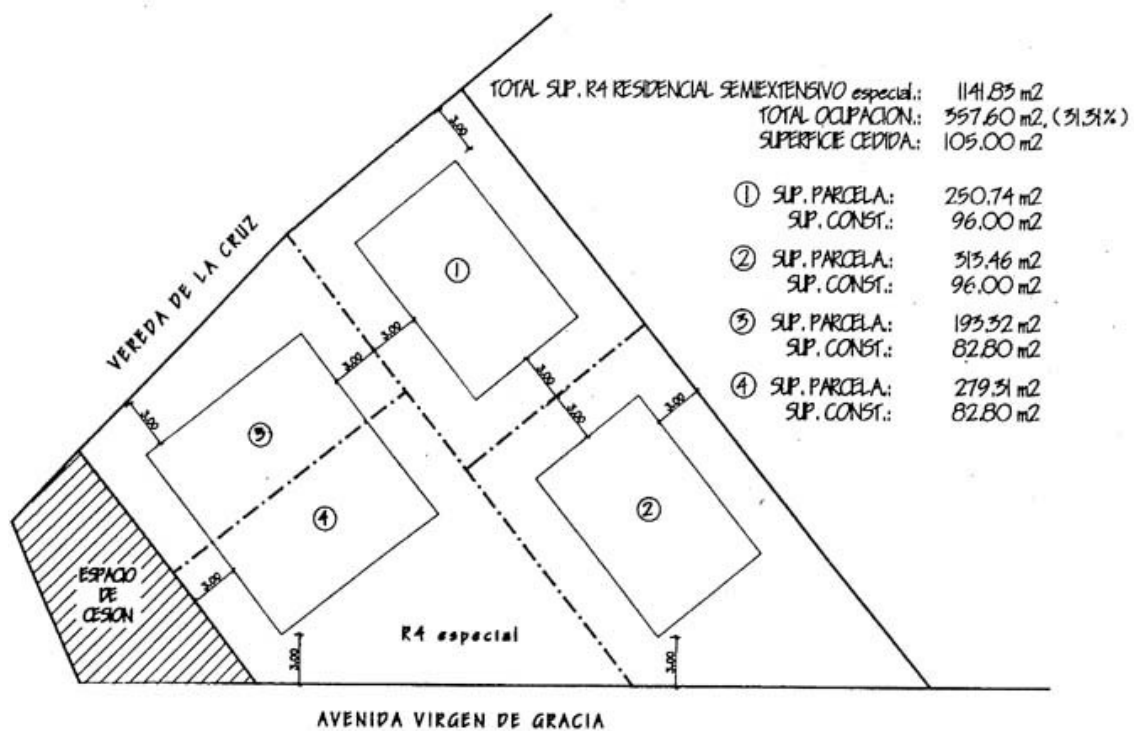 TOTAL SUP. R4 RESIDENCIAL SEMIEXTENSIVO especial.: 1141.83 m2
TOTAL OCUPACION.: 357.60 m2, (31.31%)
SUPERFICIE CEDIDA.: 105.00 m2
① SUP. PARCELA.: 250.74 m2
SUP. CONST.: 96.00 m2
② SUP. PARCELA.: 313.46 m2
SUP. CONST.: 96.00 m2
③ SUP. PARCELA.: 193.32 m2
SUP. CONST.: 82.80 m2
④ SUP. PARCELA.: 279.31 m2
SUP. CONST.: 82.80 m2
3.00
VEREDA DE LA CRUZ
①
3.00
3.00
3.00
3.00
3.00
3.00
③
④
②
3.00
ESPACIO
DE
CESION
R4 especial
3.00
3.00
AVENIDA VIRGEN DE GRACIA